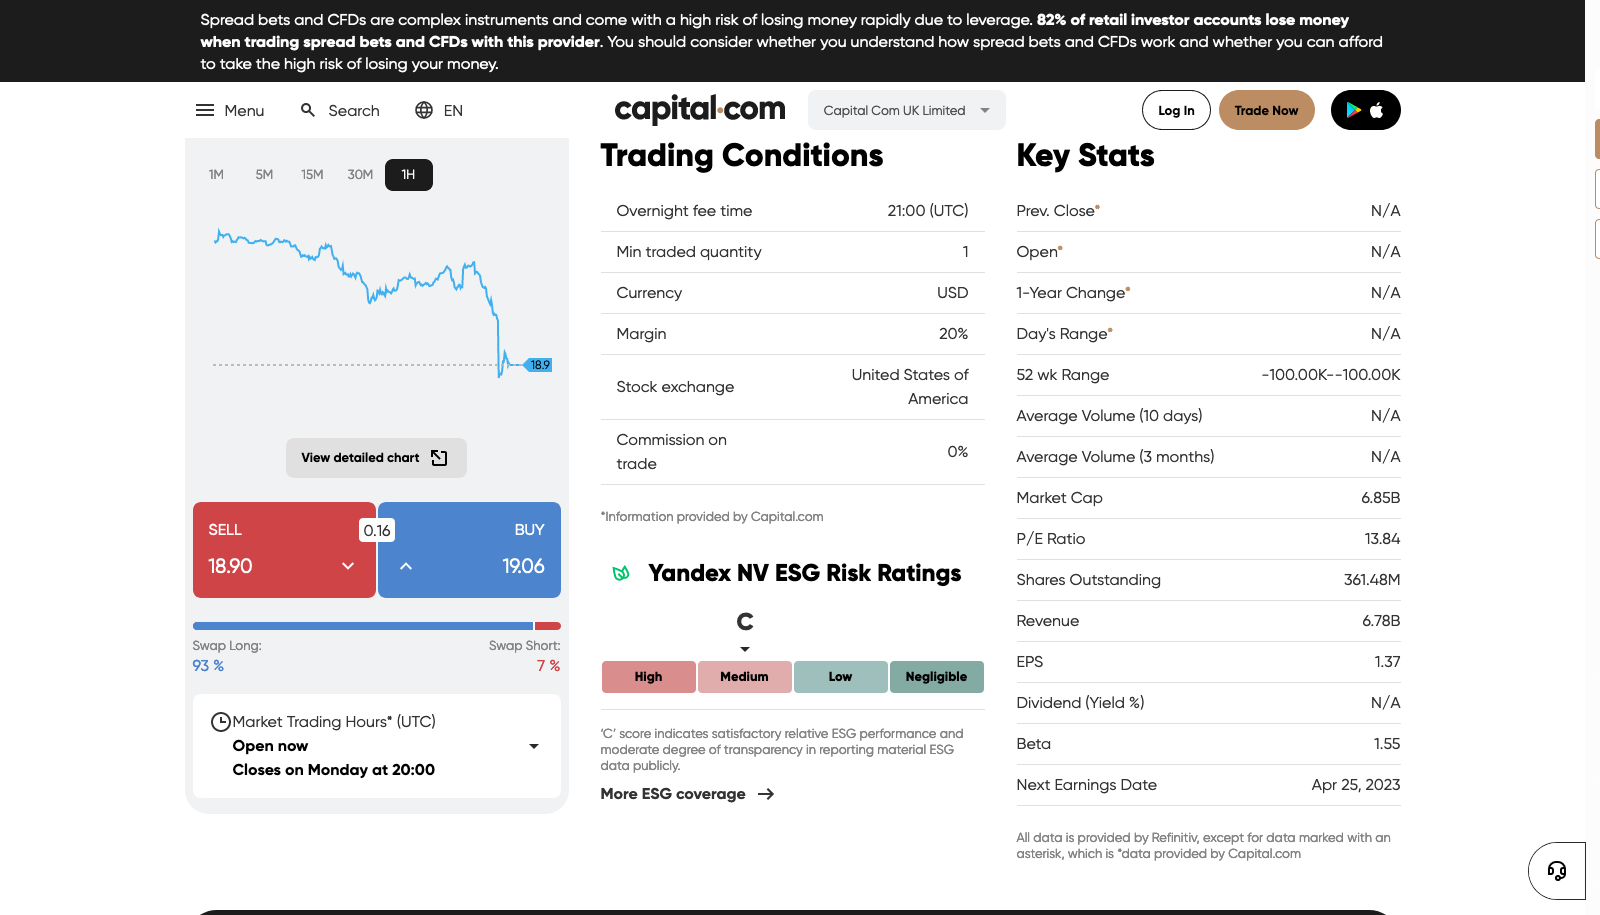 Spread bets and CFDs are complex instruments and come with a high risk of losing money rapidly due to leverage. 82% of retail investor accounts lose money
when trading spread bets and CFDs with this provider. You should consider whether you understand how spread bets and CFDs work and whether you can afford
to take the high risk of losing your money.
Menu Search EN capital.com Capital Com UK Limited Log In Trade Now
1M 5M 15M 30M 1H
18.9
View detailed chart
SELL 0.16 BUY
18.90 19.06
Swap Long: Swap Short:
93 % 7 %
Market Trading Hours* (UTC)
Open now
Closes on Monday at 20:00
Trading Conditions
Overnight fee time 21:00 (UTC)
Min traded quantity 1
Currency USD
Margin 20%
Stock exchange United States of
America
Commission on
trade 0%
*Information provided by Capital.com
Yandex NV ESG Risk Ratings
C
High Medium Low Negligible
'C' score indicates satisfactory relative ESG performance and
moderate degree of transparency in reporting material ESG
data publicly.
More ESG coverage
Key Stats
Prev. Close* N/A
Open* N/A
1-Year Change* N/A
Day's Range* N/A
52 wk Range -100.00K--100.00K
Average Volume (10 days) N/A
Average Volume (3 months) N/A
Market Cap 6.85B
P/E Ratio 13.84
Shares Outstanding 361.48M
Revenue 6.78B
EPS 1.37
Dividend (Yield %) N/A
Beta 1.55
Next Earnings Date Apr 25, 2023
All data is provided by Refinitiv, except for data marked with an
asterisk, which is *data provided by Capital.com